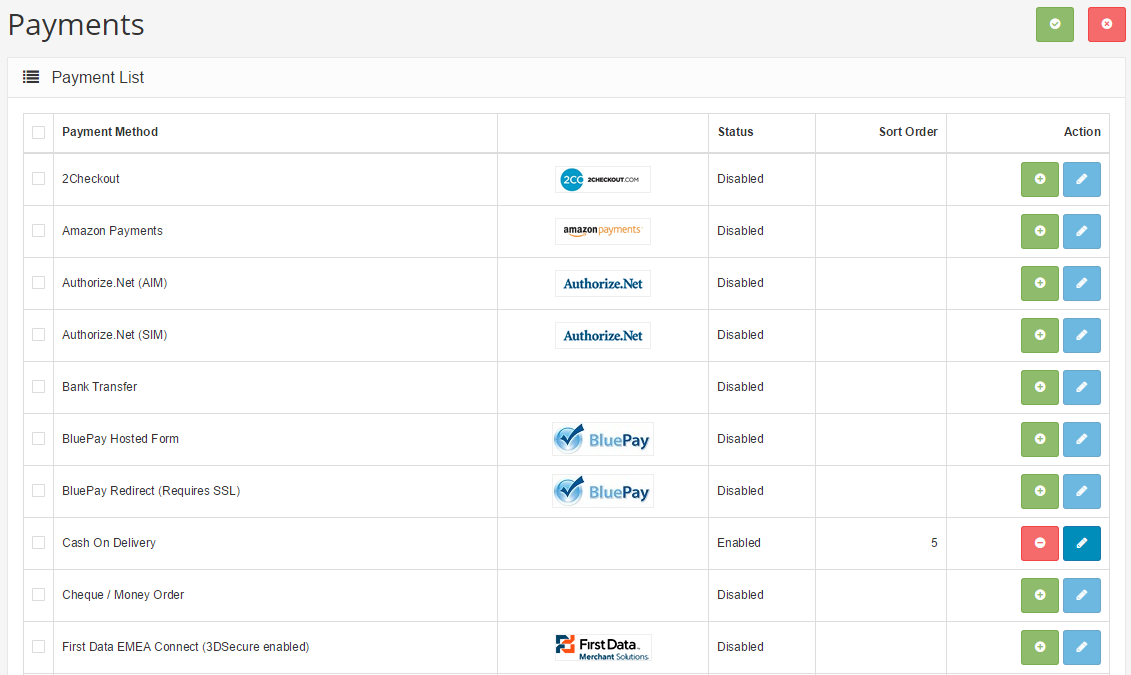 Payments
Payment List
Payment Method Status Sort Order Action
2Checkout 2CO 2CHECKOUT.COM Disabled
Amazon Payments amazon payments Disabled
Authorize.Net (AIM) Authorize.Net Disabled
Authorize.Net (SIM) Authorize.Net Disabled
Bank Transfer Disabled
BluePay Hosted Form BluePay Disabled
BluePay Redirect (Requires SSL) BluePay Disabled
Cash On Delivery Enabled 5
Cheque / Money Order Disabled
First Data EMEA Connect (3DSecure enabled) First Data Disabled
Merchant Solutions